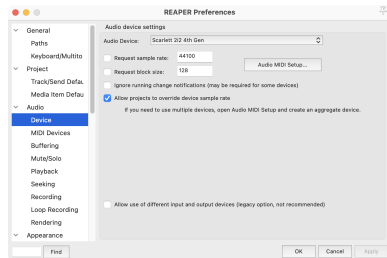 REAPER Preferences
General
Paths
Keyboard/Multito
Project
Track/Send Defau
Media Item Defau
Audio
Device
MIDI Devices
Buffering
Mute/Solo
Playback
Seeking
Recording
Loop Recording
Rendering
Appearance
Find
Audio device settings
Audio Device: Scarlett 2i2 4th Gen
Request sample rate: 44100
Request block size: 128
Audio MIDI Setup...
Ignore running change notifications (may be required for some devices)
Allow projects to override device sample rate
If you need to use multiple devices, open Audio MIDI Setup and create an aggregate device.
Allow use of different input and output devices (legacy option, not recommended)
OK
Cancel
Apply